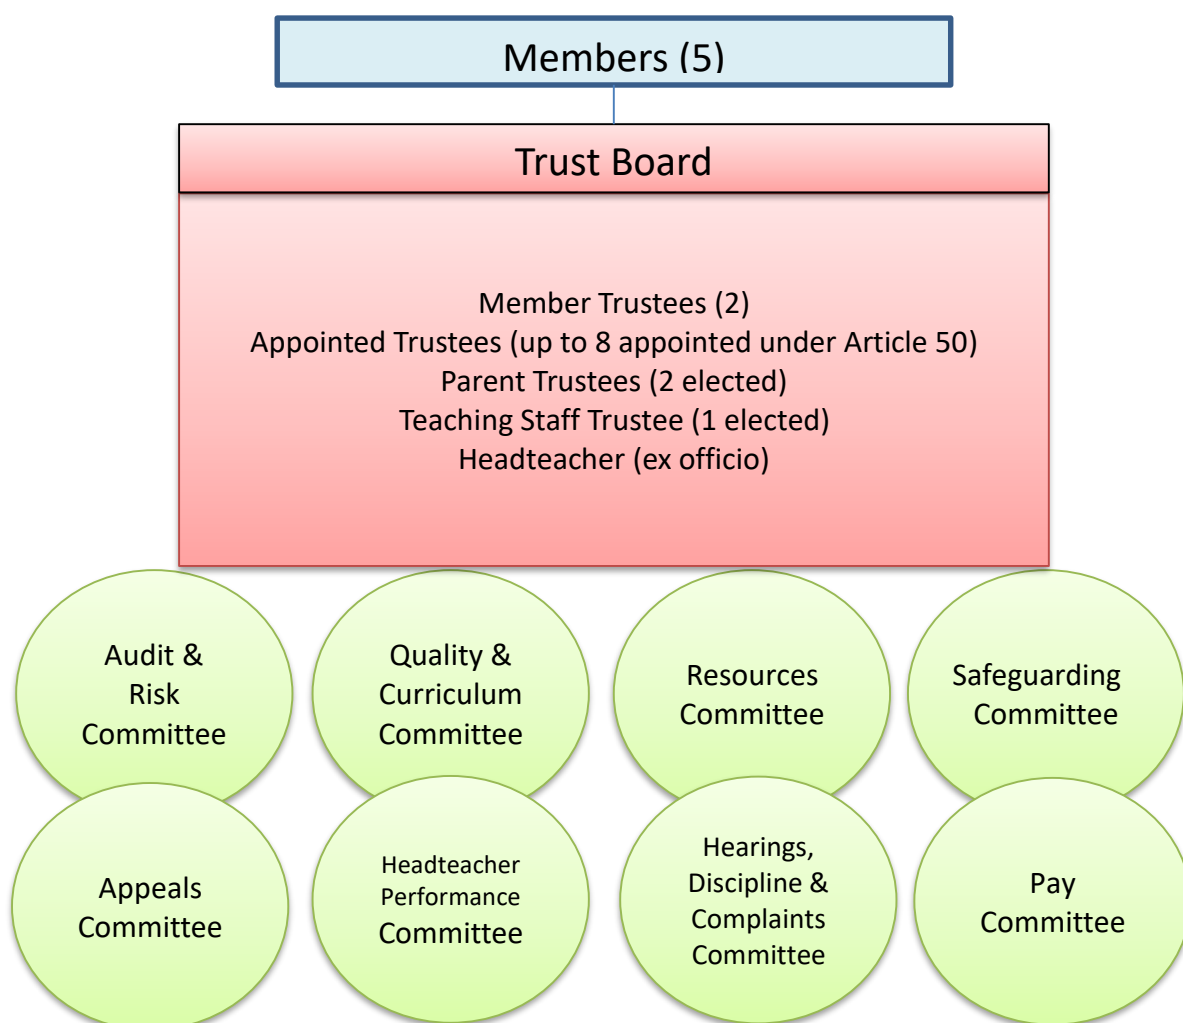 Members (5)
Trust Board
Member Trustees (2)
Appointed Trustees (up to 8 appointed under Article 50)
Parent Trustees (2 elected)
Teaching Staff Trustee (1 elected)
Headteacher (ex officio)
Audit &
Risk
Committee
Quality &
Curriculum
Committee
Resources
Committee
Safeguarding
Committee
Appeals
Committee
Headteacher
Performance
Committee
Hearings,
Discipline &
Complaints
Committee
Pay
Committee